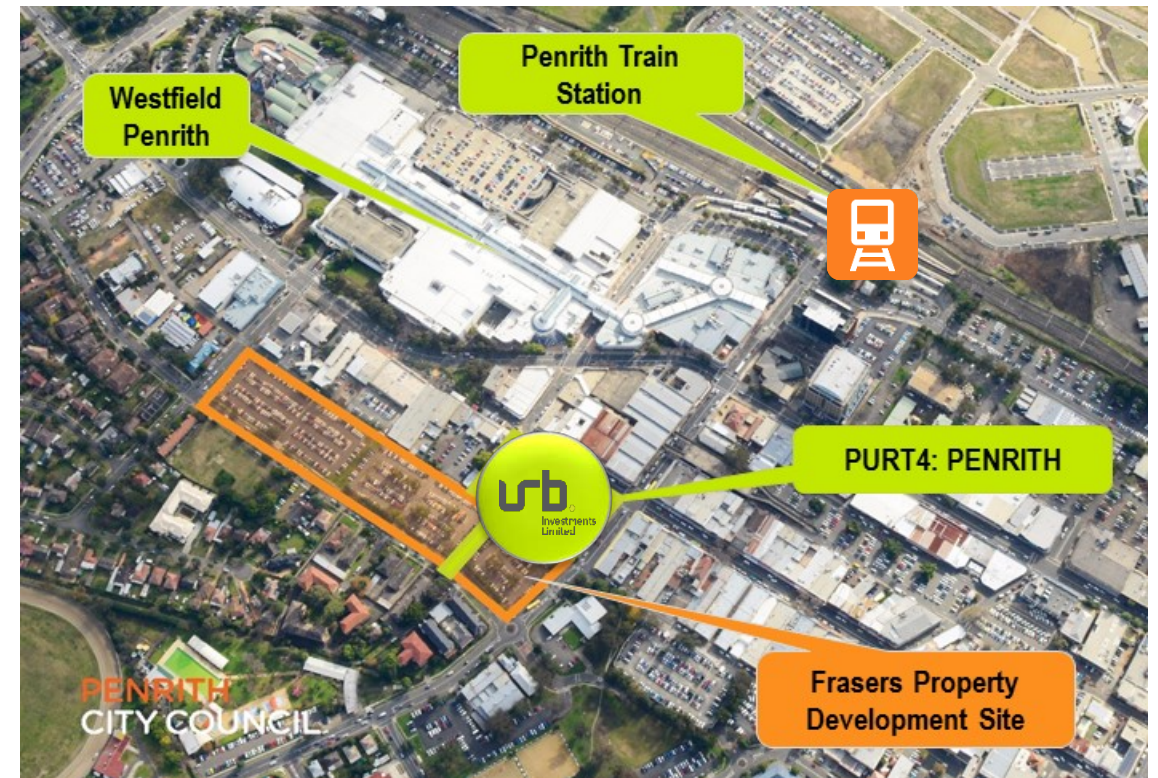 Penrith Train
Station
Westfield
Penrith
PURT4: PENRITH
urb
Investments
Limited
Frasers Property
Development Site
PENRITH
CITY COUNCIL